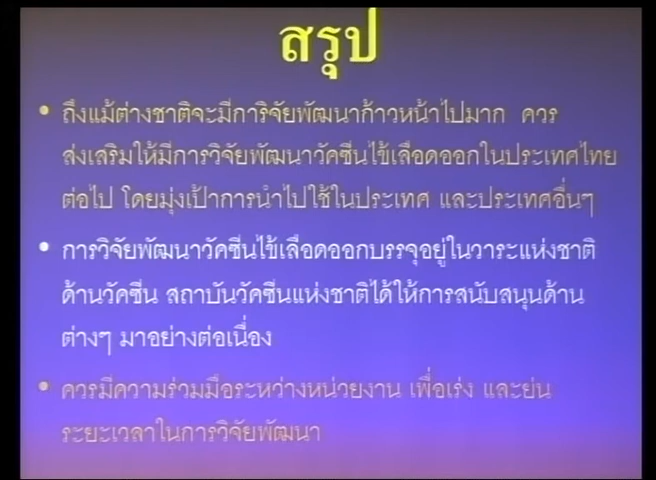 สรุป
• ถึงแม้ต่างชาติจะมีการิจัยพัฒนาก้าวหน้าไปมาก ควร
ส่งเสริมให้มีการวิจัยพัฒนาวัคซีนไข้เลือดออกในประเทศไทย
ต่อไป โดยมุ่งเป้าการนำไปใช้ในประเทศ และประเทศอื่นๆ
• การวิจัยพัฒนาวัคซีนไข้เลือดออกบรรจุอยู่ในวาระแห่งชาติ
ด้านวัคซีน สถาบันวัคซีนแห่งชาติได้ให้การสนับสนุนด้าน
ต่างๆ มาอย่างต่อเนื่อง
• ควรมีความร่วมมือระหว่างหน่วยงาน เพื่อเร่ง และย่น
ระยะเวลาในการวิจัยพัฒนา